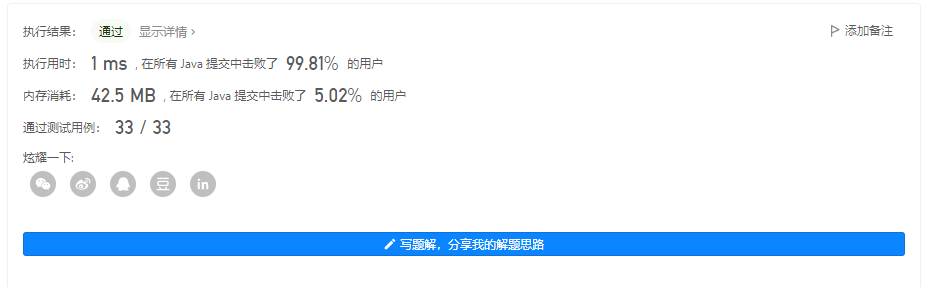 执行结果： 通过 显示详情 › 添加备注
执行用时： 1 ms ，在所有 Java 提交中击败了 99.81% 的用户
内存消耗： 42.5 MB ，在所有 Java 提交中击败了 5.02% 的用户
通过测试用例： 33 / 33
炫耀一下:
豆 in
写题解，分享我的解题思路